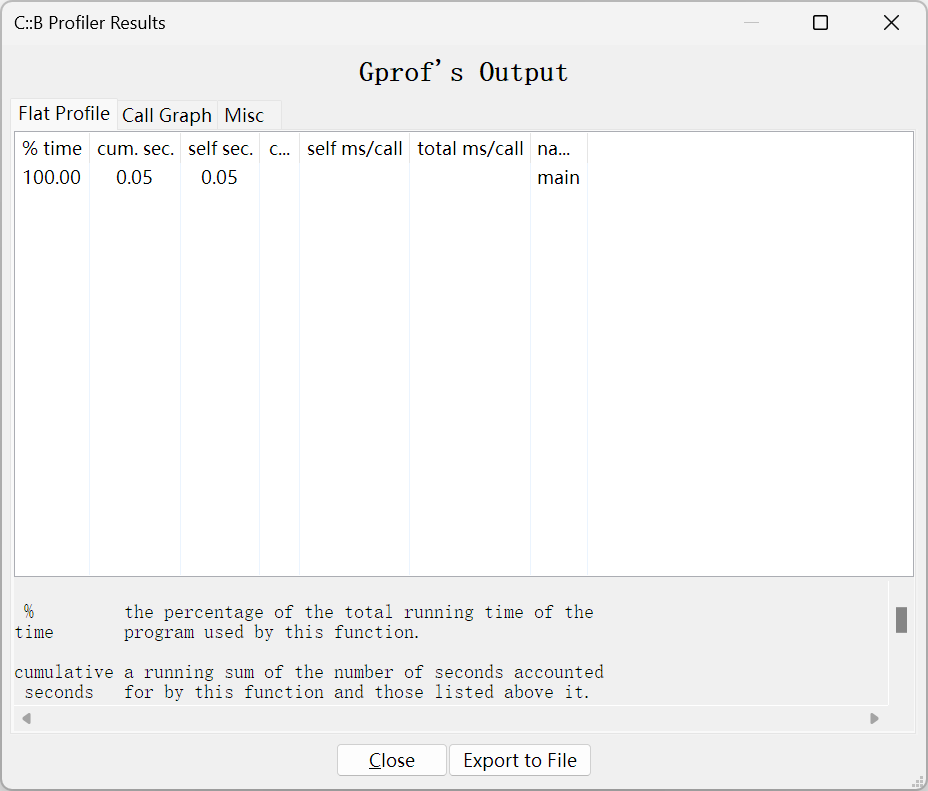 C::B Profiler Results
Gprof's Output
Flat Profile Call Graph Misc
% time cum. sec. self sec. c... self ms/call total ms/call na...
100.00 0.05 0.05 main
% the percentage of the total running time of the
time program used by this function.
cumulative a running sum of the number of seconds accounted
seconds for by this function and those listed above it.
Close Export to File